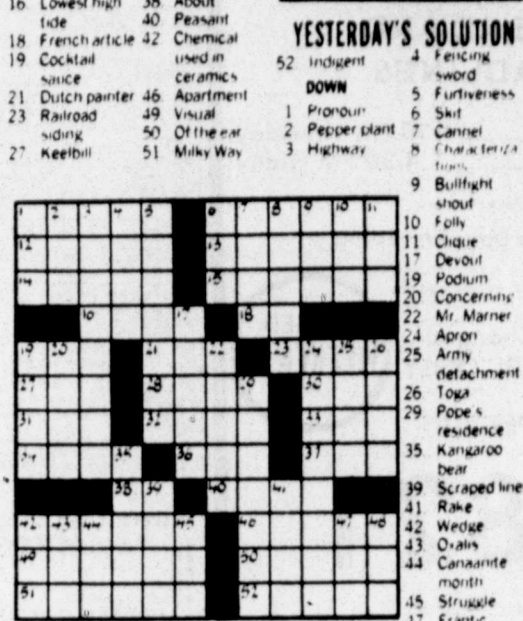 16. Lowest high
tide
18. French article
19. Cocktail
sauce
21. Dutch painter
23. Railroad
siding
27. Keelbill
38. About
40. Peasant
42. Chemical
used in
ceramics
46. Apartment
49. Visual
50. Of the ear
51. Milky Way
YESTERDAY'S SOLUTION
52. Indigent
DOWN
1. Pronoun
2. Pepper plant
3. Highway
4. Fencing
sword
5. Furtiveness
6. Skit
7. Cannel
8. Characteriza
tions
9. Bullfight
shout
10. Folly
11. Clique
17. Devout
19. Podium
20. Concerning
22. Mr. Marner
24. Apron
25. Army
detachment
26. Toga
29. Pope's
residence
35. Kangaroo
bear
39. Scraped line
41. Rake
42. Wedge
43. Oxalis
44. Canaanite
month
45. Struggle
47. Frantic
1 2 3 4 5 6 7 8 9 10 11
12 13
14 15
16 17 18
19 20 21 22 23 24 25 26
27 28 29 30
31 32 33
34 35 36 37
38 39 40 41
42 43 44 45 46 47 48
49 50
51 52